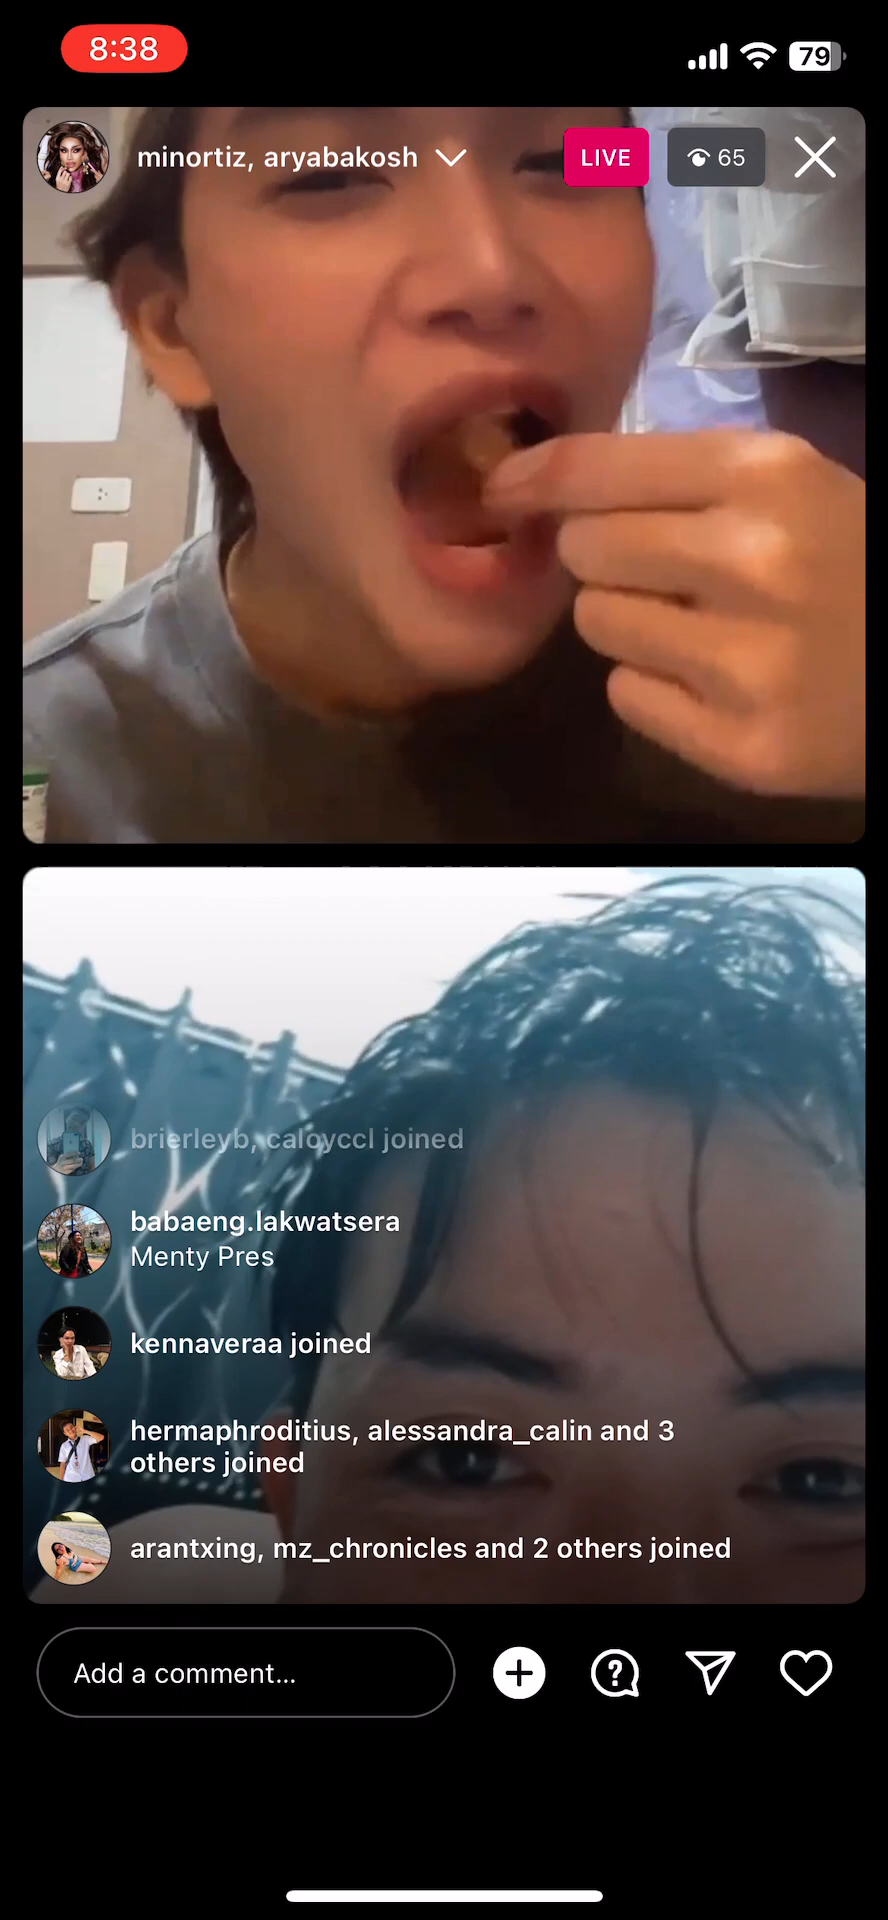 8:38
79
minortiz, aryabakosh
LIVE
65
brierleyb, caloyccl joined
babaeng.lakwatsera
Menty Pres
kennaveraa joined
hermaphroditius, alessandra_calin and 3
others joined
arantxing, mz_chronicles and 2 others joined
Add a comment...